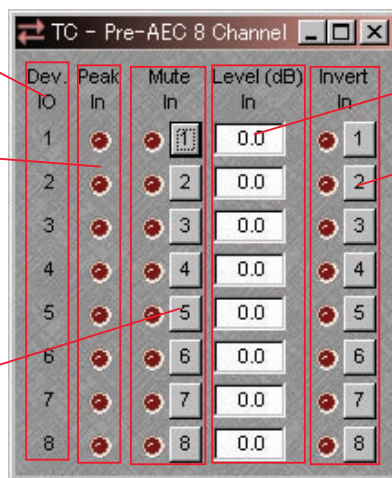 TC - Pre-AEC 8 Channel
Dev. Peak Mute Level (dB) Invert
IO In In In In
1 1 0.0 1
2 2 0.0 2
3 3 0.0 3
4 4 0.0 4
5 5 0.0 5
6 6 0.0 6
7 7 0.0 7
8 8 0.0 8